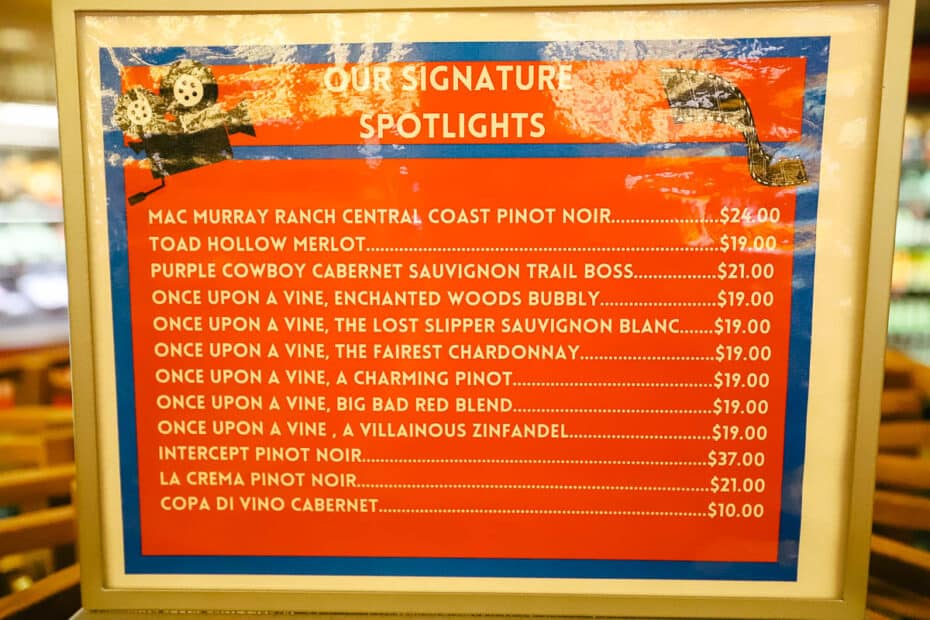 OUR SIGNATURE
SPOTLIGHTS
MAC MURRAY RANCH CENTRAL COAST PINOT NOIR....................$24.00
TOAD HOLLOW MERLOT................................................................$19.00
PURPLE COWBOY CABERNET SAUVIGNON TRAIL BOSS...............$21.00
ONCE UPON A VINE, ENCHANTED WOODS BUBBLY.....................$19.00
ONCE UPON A VINE, THE LOST SLIPPER SAUVIGNON BLANC......$19.00
ONCE UPON A VINE, THE FAIREST CHARDONNAY.........................$19.00
ONCE UPON A VINE, A CHARMING PINOT.....................................$19.00
ONCE UPON A VINE, BIG BAD RED BLEND.....................................$19.00
ONCE UPON A VINE , A VILLAINOUS ZINFANDEL..........................$19.00
INTERCEPT PINOT NOIR................................................................$37.00
LA CREMA PINOT NOIR.................................................................$21.00
COPA DI VINO CABERNET.............................................................$10.00